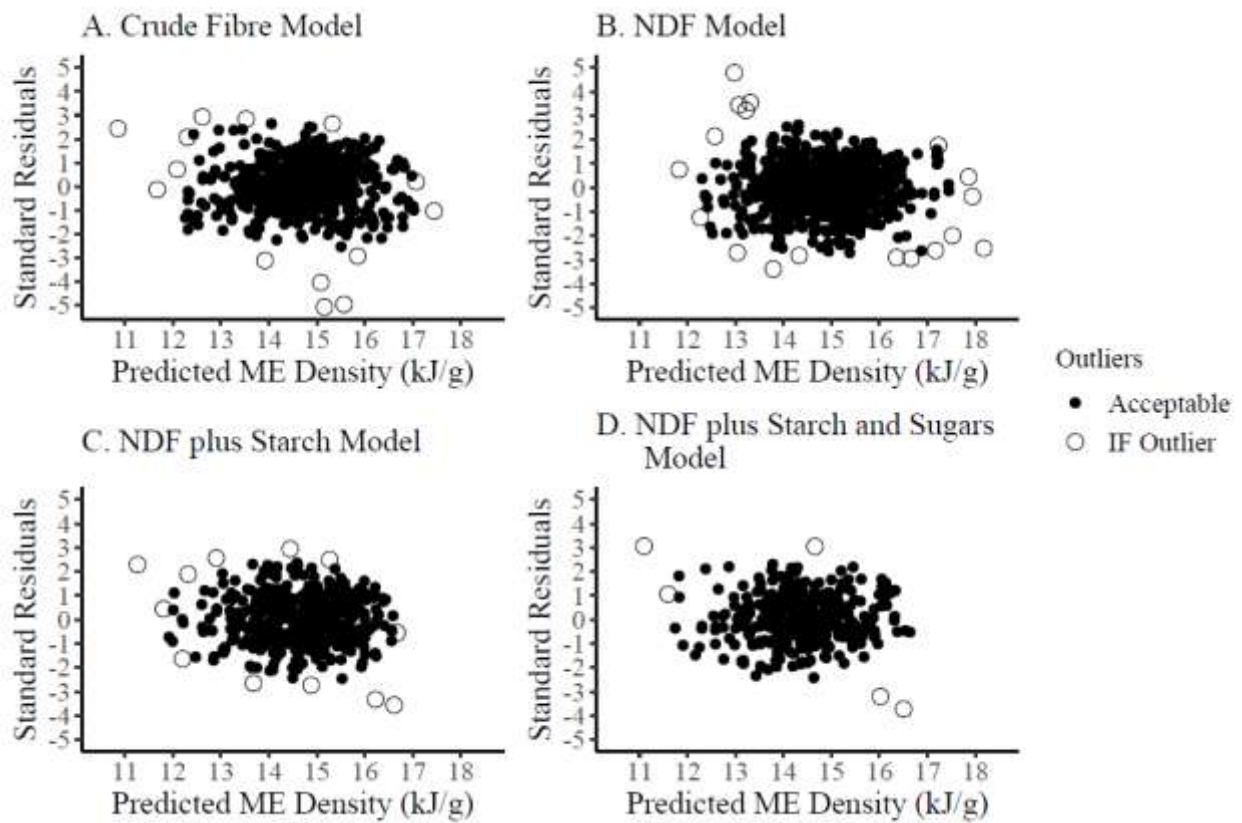 A. Crude Fibre Model
Standard Residuals
5
4
3
2
1
0
-1
-2
-3
-4
-5
11 12 13 14 15 16 17 18
Predicted ME Density (kJ/g)
B. NDF Model
Standard Residuals
5
4
3
2
1
0
-1
-2
-3
-4
-5
11 12 13 14 15 16 17 18
Predicted ME Density (kJ/g)
Outliers
Acceptable
IF Outlier
C. NDF plus Starch Model
Standard Residuals
5
4
3
2
1
0
-1
-2
-3
-4
-5
11 12 13 14 15 16 17 18
Predicted ME Density (kJ/g)
D. NDF plus Starch and Sugars
Model
Standard Residuals
5
4
3
2
1
0
-1
-2
-3
-4
-5
11 12 13 14 15 16 17 18
Predicted ME Density (kJ/g)